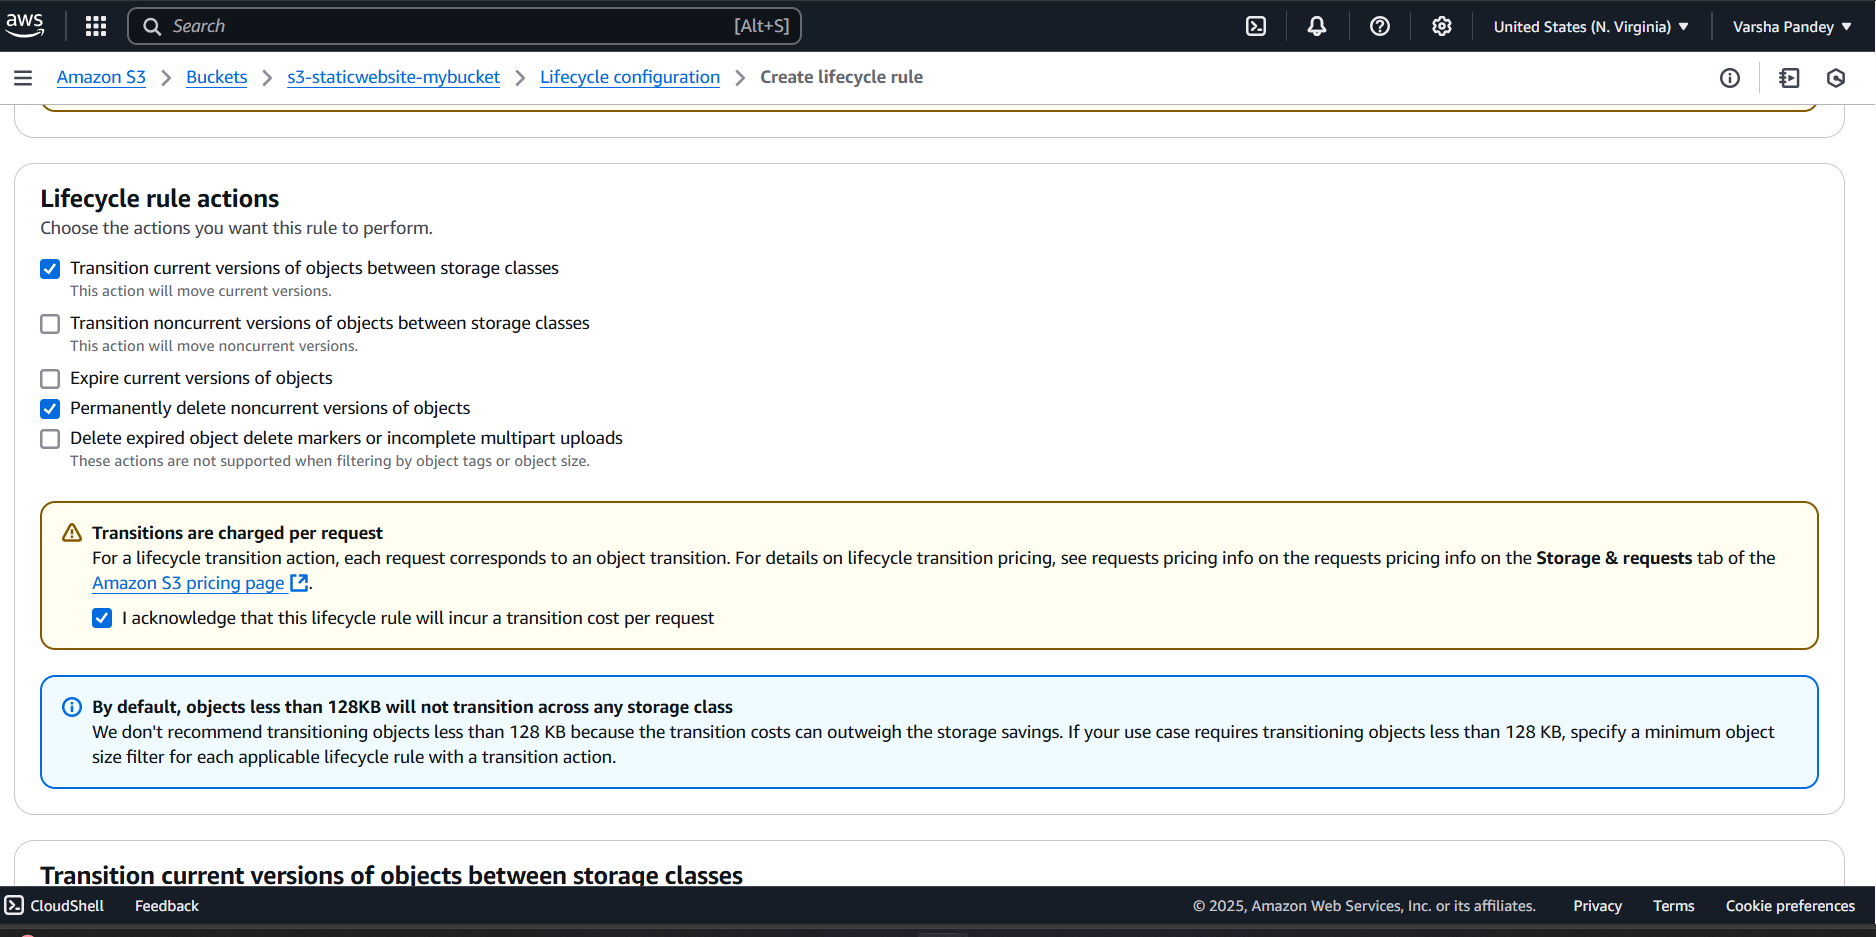 aws
Search [Alt+S]
United States (N. Virginia) Varsha Pandey
Amazon S3 Buckets s3-staticwebsite-mybucket Lifecycle configuration Create lifecycle rule
Lifecycle rule actions
Choose the actions you want this rule to perform.
Transition current versions of objects between storage classes
This action will move current versions.
Transition noncurrent versions of objects between storage classes
This action will move noncurrent versions.
Expire current versions of objects
Permanently delete noncurrent versions of objects
Delete expired object delete markers or incomplete multipart uploads
These actions are not supported when filtering by object tags or object size.
Transitions are charged per request
For a lifecycle transition action, each request corresponds to an object transition. For details on lifecycle transition pricing, see requests pricing info on the requests pricing info on the Storage & requests tab of the
Amazon S3 pricing page.
I acknowledge that this lifecycle rule will incur a transition cost per request
By default, objects less than 128KB will not transition across any storage class
We don't recommend transitioning objects less than 128 KB because the transition costs can outweigh the storage savings. If your use case requires transitioning objects less than 128 KB, specify a minimum object
size filter for each applicable lifecycle rule with a transition action.
Transition current versions of objects between storage classes
CloudShell Feedback © 2025, Amazon Web Services, Inc. or its affiliates. Privacy Terms Cookie preferences